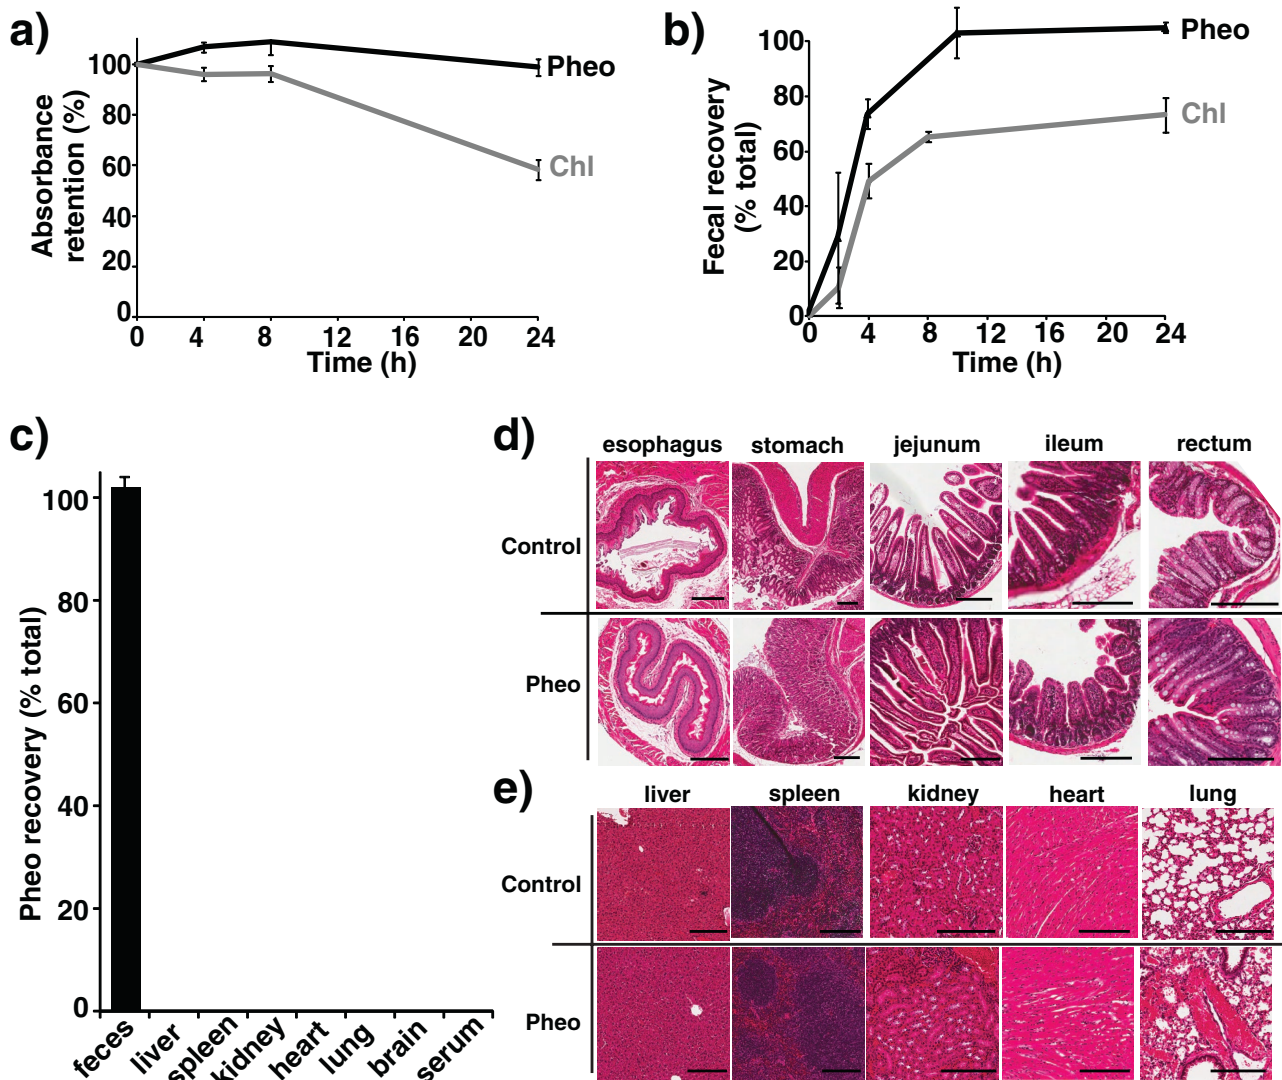 a)
Absorbance
retention (%)
100
80
60
40
20
0
0 4 8 12 16 20 24
Time (h)
Pheo
Chl
b)
Fecal recovery
(% total)
100
80
60
40
20
0
0 4 8 12 16 20 24
Time (h)
Pheo
Chl
c)
Pheo recovery (% total)
100
80
60
40
20
0
feces liver spleen kidney heart lung brain serum
d)
esophagus stomach jejunum ileum rectum
Control
Pheo
e)
liver spleen kidney heart lung
Control
Pheo